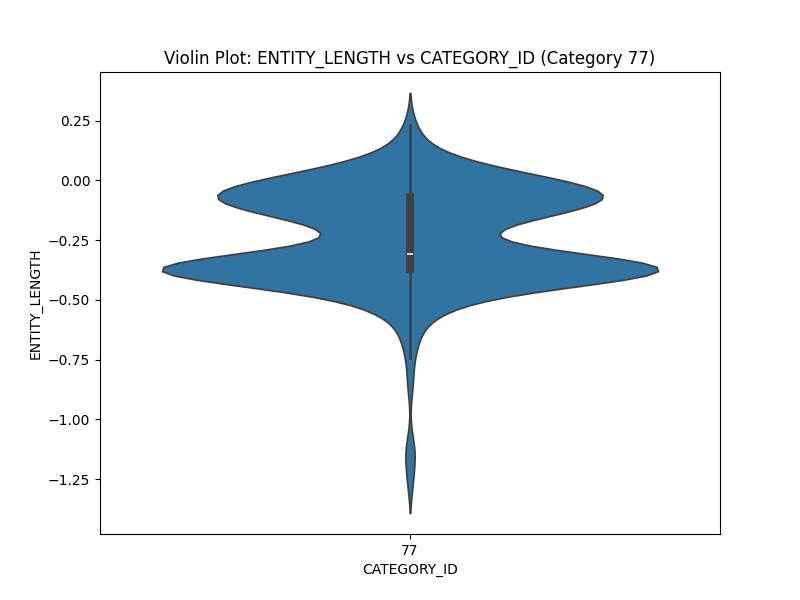 Violin Plot: ENTITY_LENGTH vs CATEGORY_ID (Category 77)
ENTITY_LENGTH
0.25
0.00
−0.25
−0.50
−0.75
−1.00
−1.25
77
CATEGORY_ID